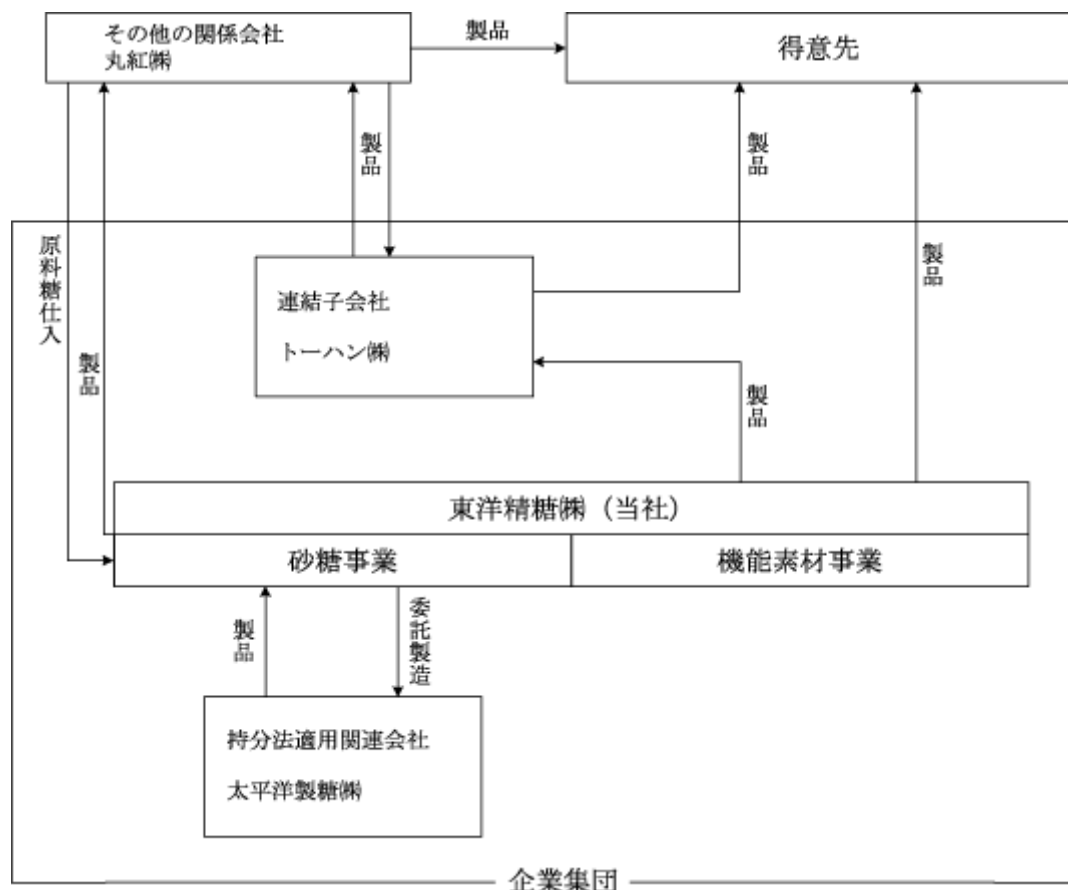 その他の関係会社
丸紅㈱
製品
得意先
製品
製品
製品
原料糖仕入
製品
連結子会社
トーハン㈱
製品
東洋精糖㈱（当社）
砂糖事業
機能素材事業
製品
委託製造
持分法適用関連会社
太平洋製糖㈱
企業集団